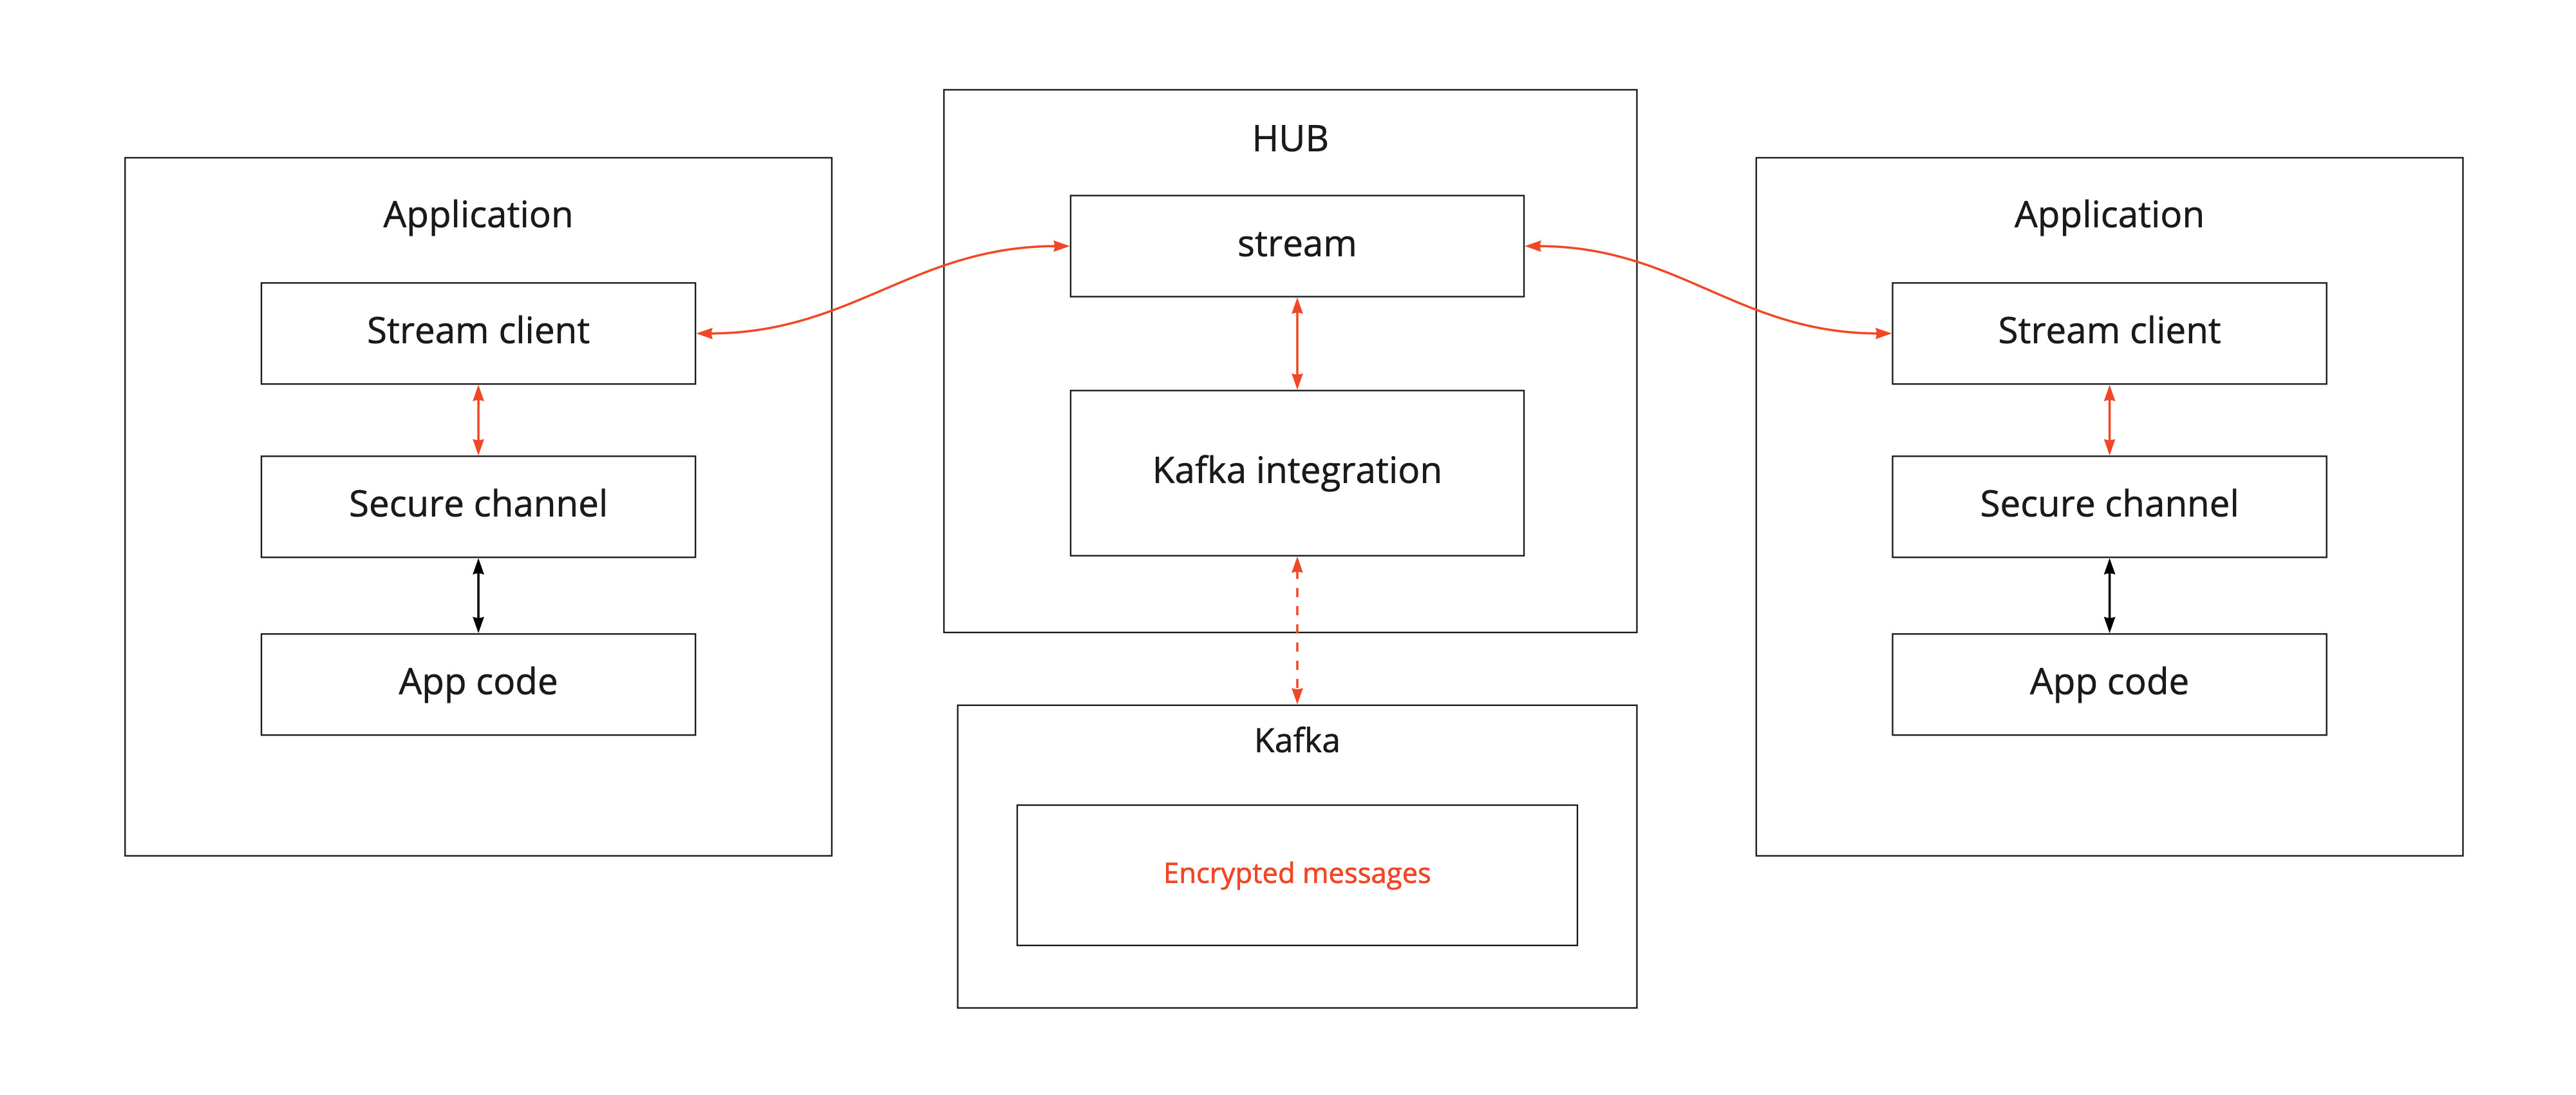 Application
Stream client
Secure channel
App code
HUB
stream
Kafka integration
Kafka
Encrypted messages
Application
Stream client
Secure channel
App code